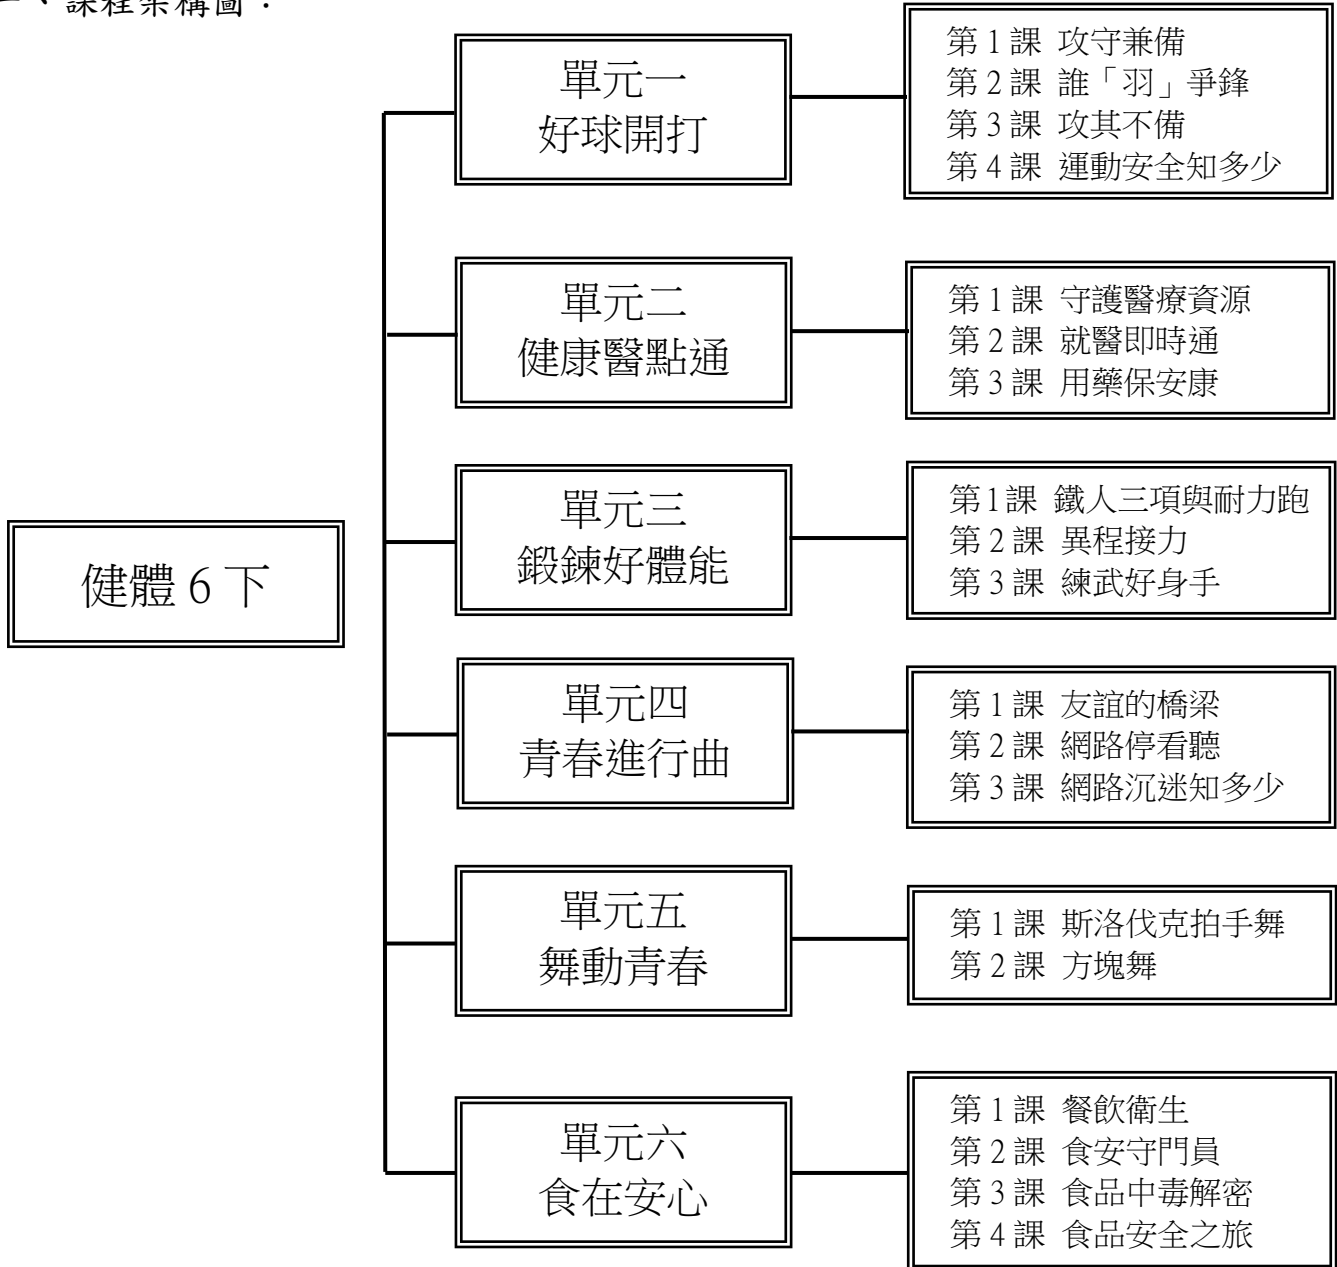 、課程架構圖：
單元一
好球開打
第 1 課 攻守兼備
第 2 課 誰「羽」爭鋒
第 3 課 攻其不備
第 4 課 運動安全知多少
單元二
健康醫點通
第 1 課 守護醫療資源
第 2 課 就醫即時通
第 3 課 用藥保安康
健體 6 下
單元三
鍛鍊好體能
第 1 課 鐵人三項與耐力跑
第 2 課 異程接力
第 3 課 練武好身手
單元四
青春進行曲
第 1 課 友誼的橋梁
第 2 課 網路停看聽
第 3 課 網路沉迷知多少
單元五
舞動青春
第 1 課 斯洛伐克拍手舞
第 2 課 方塊舞
單元六
食在安心
第 1 課 餐飲衛生
第 2 課 食安守門員
第 3 課 食品中毒解密
第 4 課 食品安全之旅